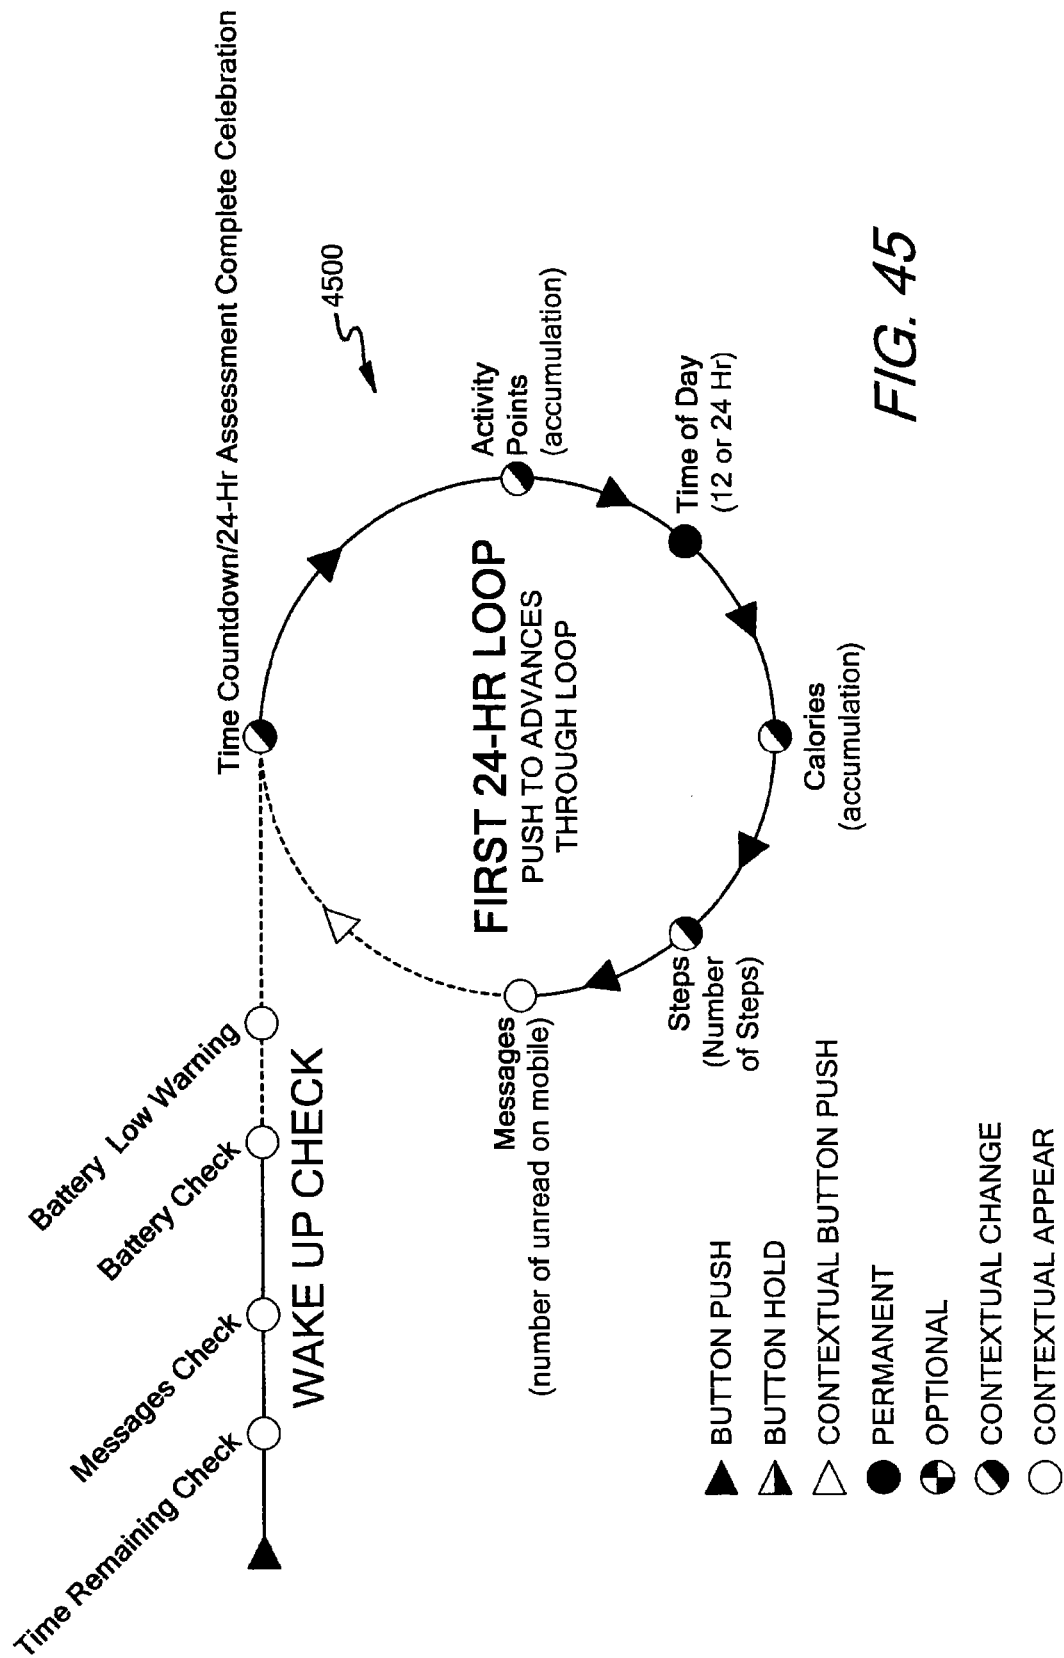 Time Remaining Check
Messages Check
Battery Check
Battery Low Warning
WAKE UP CHECK
Time Countdown/24-Hr Assessment Complete Celebration
4500
FIRST 24-HR LOOP
PUSH TO ADVANCES
THROUGH LOOP
Activity
Points
(accumulation)
Time of Day
(12 or 24 Hr)
Calories
(accumulation)
Steps
(Number
of Steps)
Messages
(number of unread on mobile)
BUTTON PUSH
BUTTON HOLD
CONTEXTUAL BUTTON PUSH
PERMANENT
OPTIONAL
CONTEXTUAL CHANGE
CONTEXTUAL APPEAR
FIG. 45